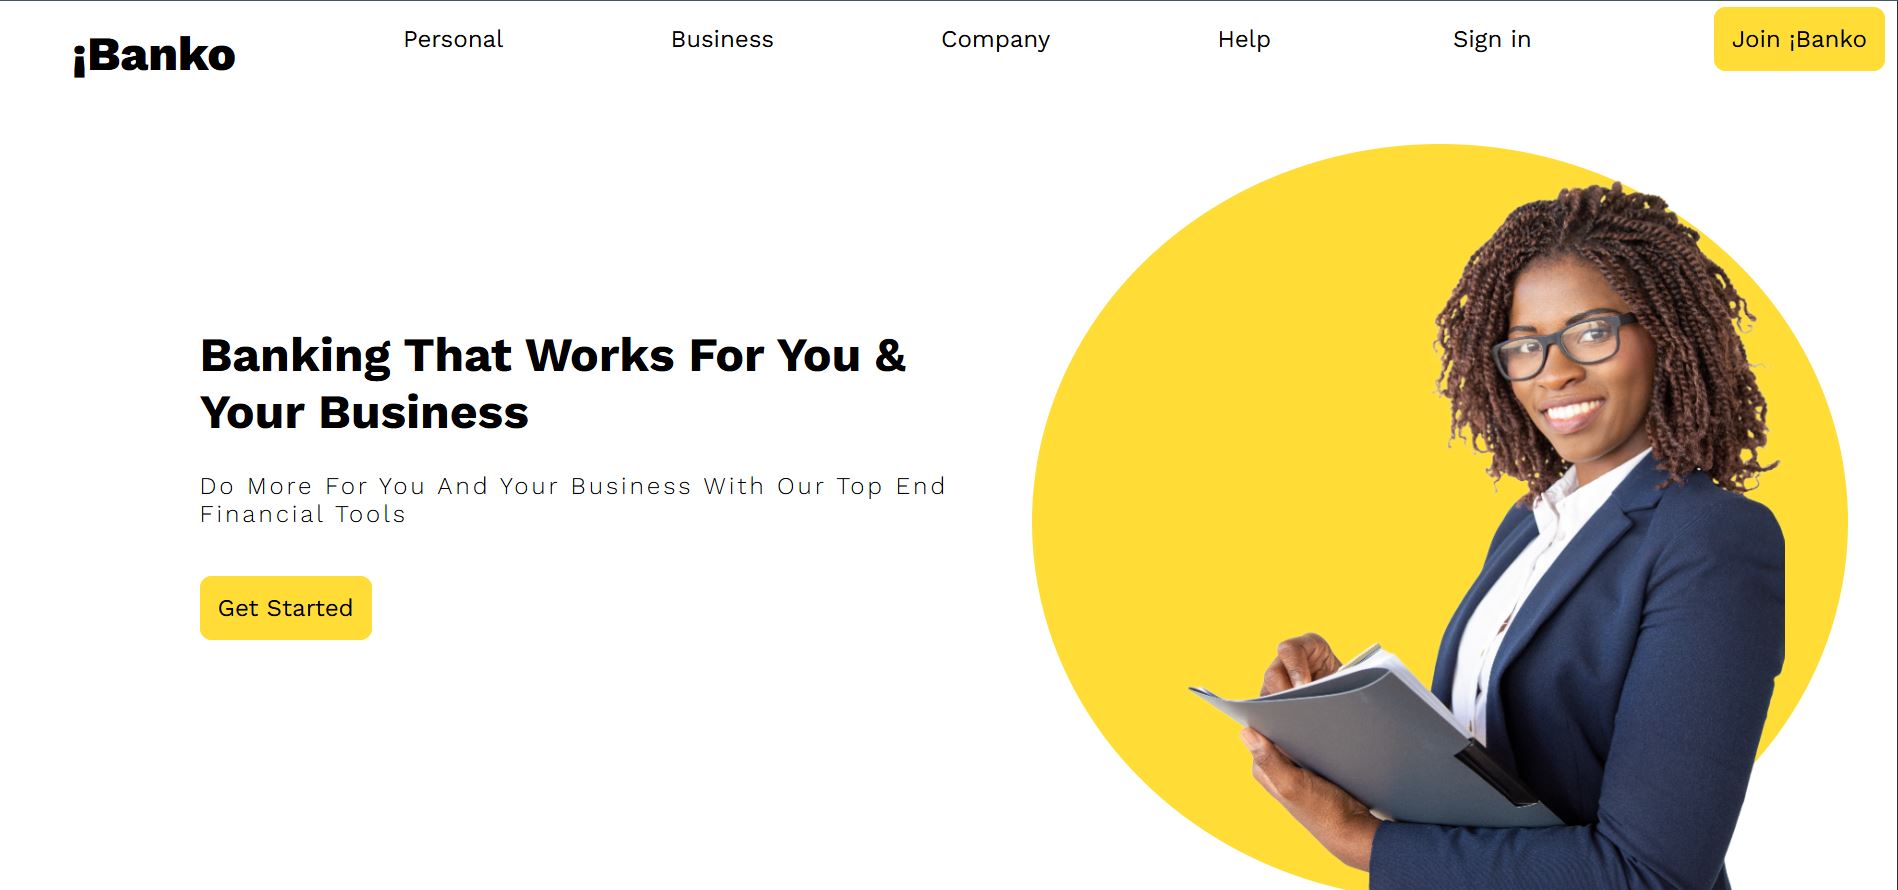 ¡Banko
Personal
Business
Company
Help
Sign in
Join ¡Banko
Banking That Works For You &
Your Business
Do More For You And Your Business With Our Top End
Financial Tools
Get Started